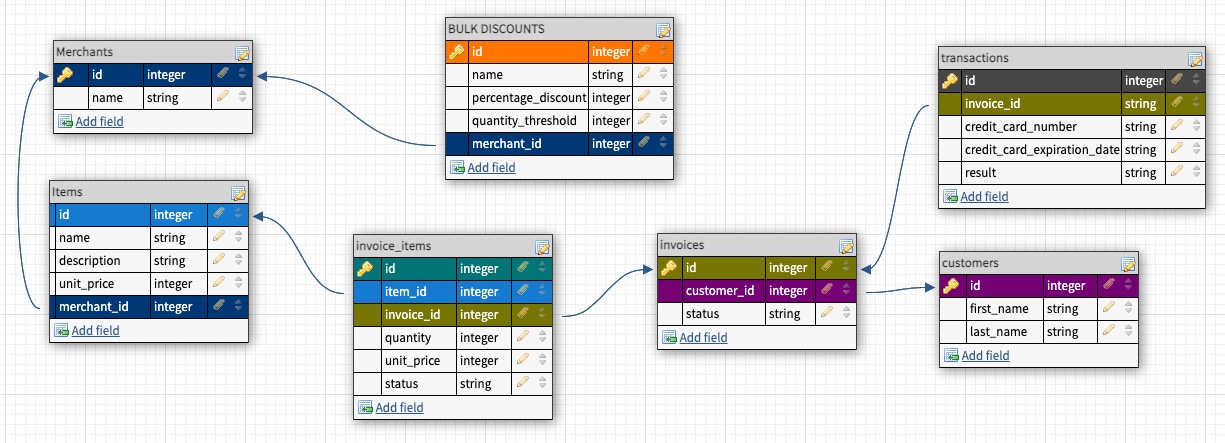 Merchants
id integer
name string
Add field
BULK DISCOUNTS
id integer
name string
percentage_discount integer
quantity_threshold integer
merchant_id integer
Add field
transactions
id integer
invoice_id string
credit_card_number string
credit_card_expiration_date string
result string
Add field
Items
id integer
name string
description string
unit_price integer
merchant_id integer
Add field
invoice_items
id integer
item_id integer
invoice_id integer
quantity integer
unit_price integer
status string
Add field
invoices
id integer
customer_id integer
status string
Add field
customers
id integer
first_name string
last_name string
Add field